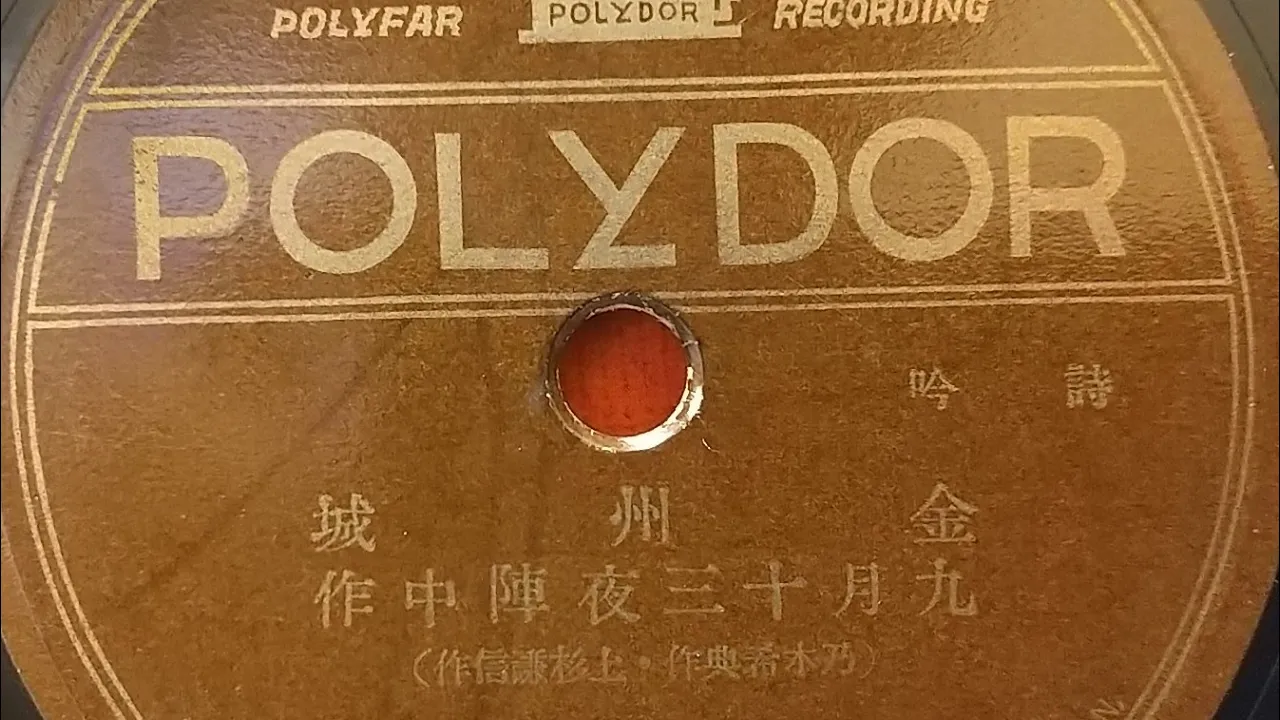 POLYFAR POLYDOR RECORDING
POLYDOR
詩吟
金州城
九月十三夜陣中作
(乃木希典作・上杉謙信作)